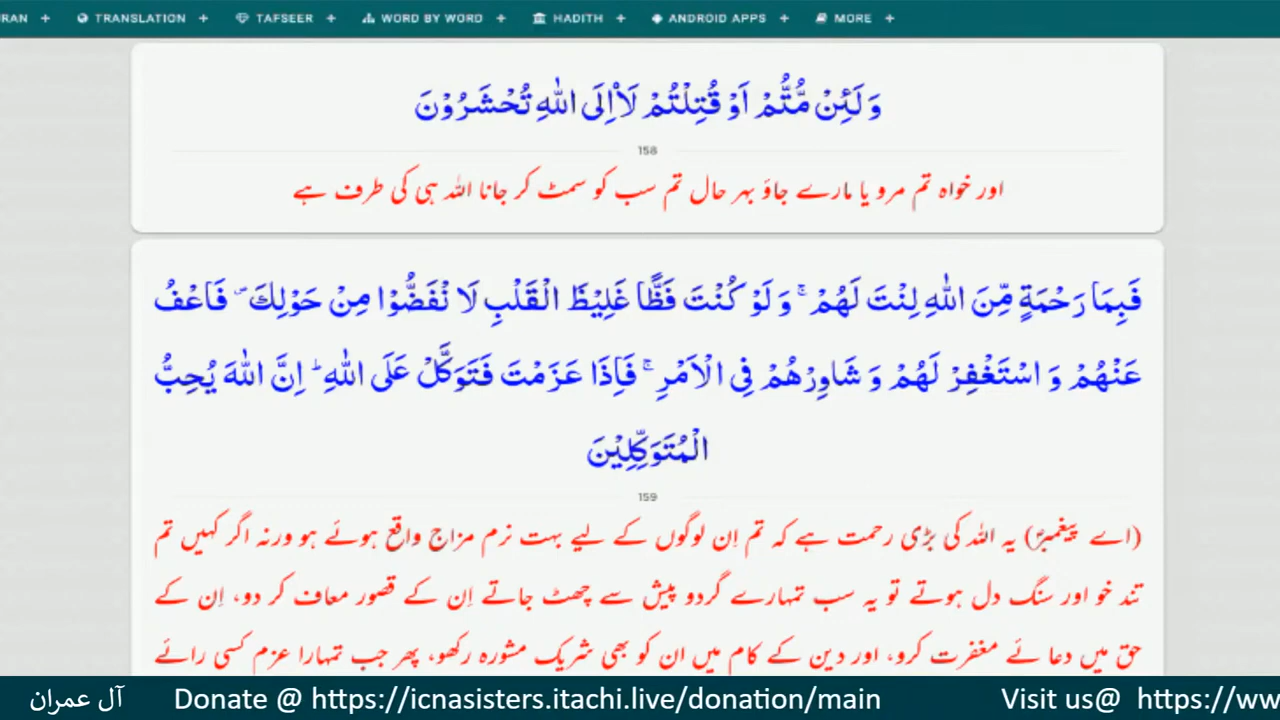 RAN + TRANSLATION + TAFSEER + WORD BY WORD + HADITH + ANDROID APPS + MORE +
وَ لَئِنْ مُّتُّمْ اَوْ قُتِلْتُمْ لَاۡاِلَى اللّٰهِ تُحْشَرُوْنَ
158
اور خواہ تم مرو یا مارے جاؤ بہر حال تم سب کو سمٹ کر جانا اللہ ہی کی طرف ہے
فَبِمَا رَحْمَةٍ مِّنَ اللّٰهِ لِنْتَ لَهُمْ ۚ وَ لَوْ كُنْتَ فَظًّا غَلِيْظَ الْقَلْبِ لَا نْفَضُّوْا مِنْ حَوْلِكَ ۪ فَاعْفُ
عَنْهُمْ وَ اسْتَغْفِرْ لَهُمْ وَ شَاوِرْهُمْ فِى الْاَمْرِ ۚ فَاِذَا عَزَمْتَ فَتَوَكَّلْ عَلَى اللّٰهِ ؕ اِنَّ اللّٰهَ يُحِبُّ
الْمُتَوَكِّلِيْنَ
159
(اے پیغمبرؐ) یہ اللہ کی بڑی رحمت ہے کہ تم اِن لوگوں کے لیے بہت نرم مزاج واقع ہوئے ہو ورنہ اگر کہیں تم
تند خو اور سنگ دل ہوتے تو یہ سب تمہارے گردو پیش سے چھٹ جاتے اِن کے قصور معاف کر دو، اِن کے
حق میں دعا ئے مغفرت کرو، اور دین کے کام میں ان کو بھی شریک مشورہ رکھو، پھر جب تمہارا عزم کسی رائے
آل عمران Donate @ https://icnasisters.itachi.live/donation/main Visit us@ https://ww